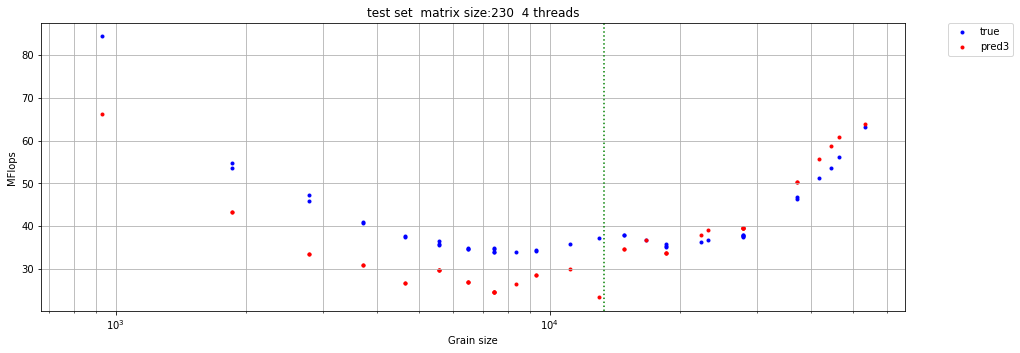 test set  matrix size:230  4 threads
true
pred3
80
70
60
50
40
30
MFlops
10³
10⁴
Grain size